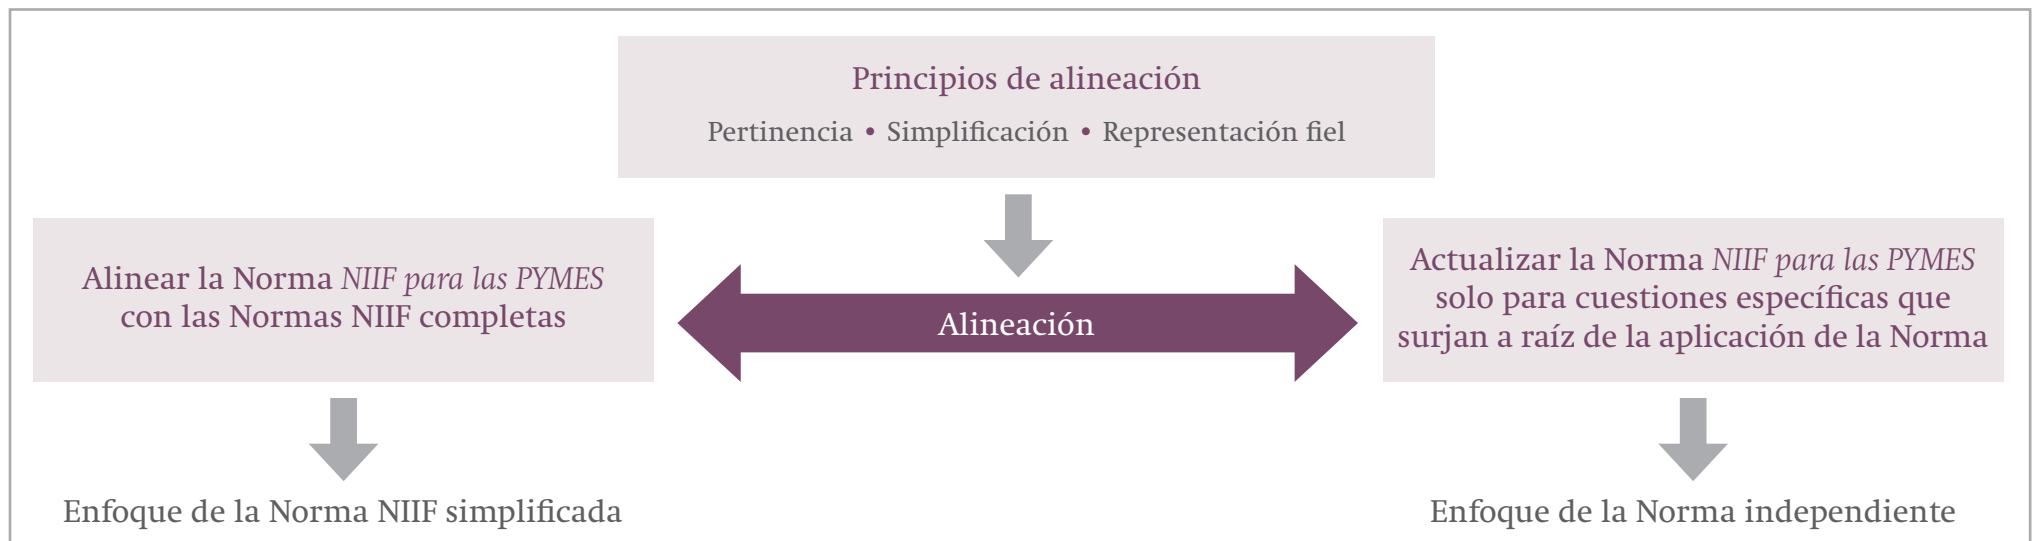 Principios de alineación
Pertinencia • Simplificación • Representación fiel
Alinear la Norma NIIF para las PYMES
con las Normas NIIF completas
Alineación
Actualizar la Norma NIIF para las PYMES
solo para cuestiones específicas que
surjan a raíz de la aplicación de la Norma
Enfoque de la Norma NIIF simplificada
Enfoque de la Norma independiente